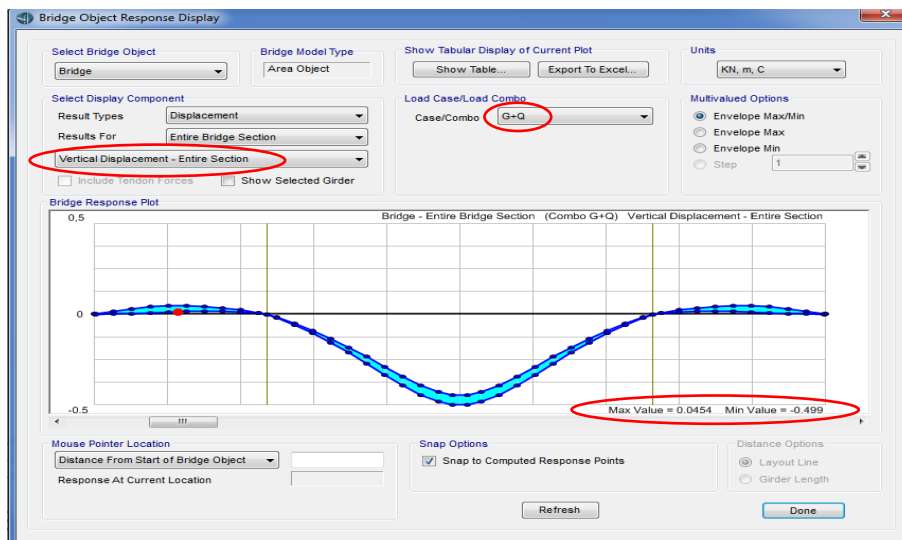 Bridge Object Response Display
Select Bridge Object
Bridge
Bridge Model Type
Area Object
Show Tabular Display of Current Plot
Show Table...
Export To Excel...
Units
KN, m, C
Select Display Component
Result Types
Displacement
Results For
Entire Bridge Section
Vertical Displacement - Entire Section
Include Tendon Forces
Show Selected Girder
Load Case/Load Combo
Case/Combo
G+Q
Multivalued Options
Envelope Max/Min
Envelope Max
Envelope Min
Step
1
Bridge Response Plot
0,5
Bridge - Entire Bridge Section (Combo G+Q) Vertical Displacement - Entire Section
0
-0.5
Max Value = 0.0454 Min Value = -0.499
Mouse Pointer Location
Distance From Start of Bridge Object
Response At Current Location
Snap Options
Snap to Computed Response Points
Distance Options
Layout Line
Girder Length
Refresh
Done